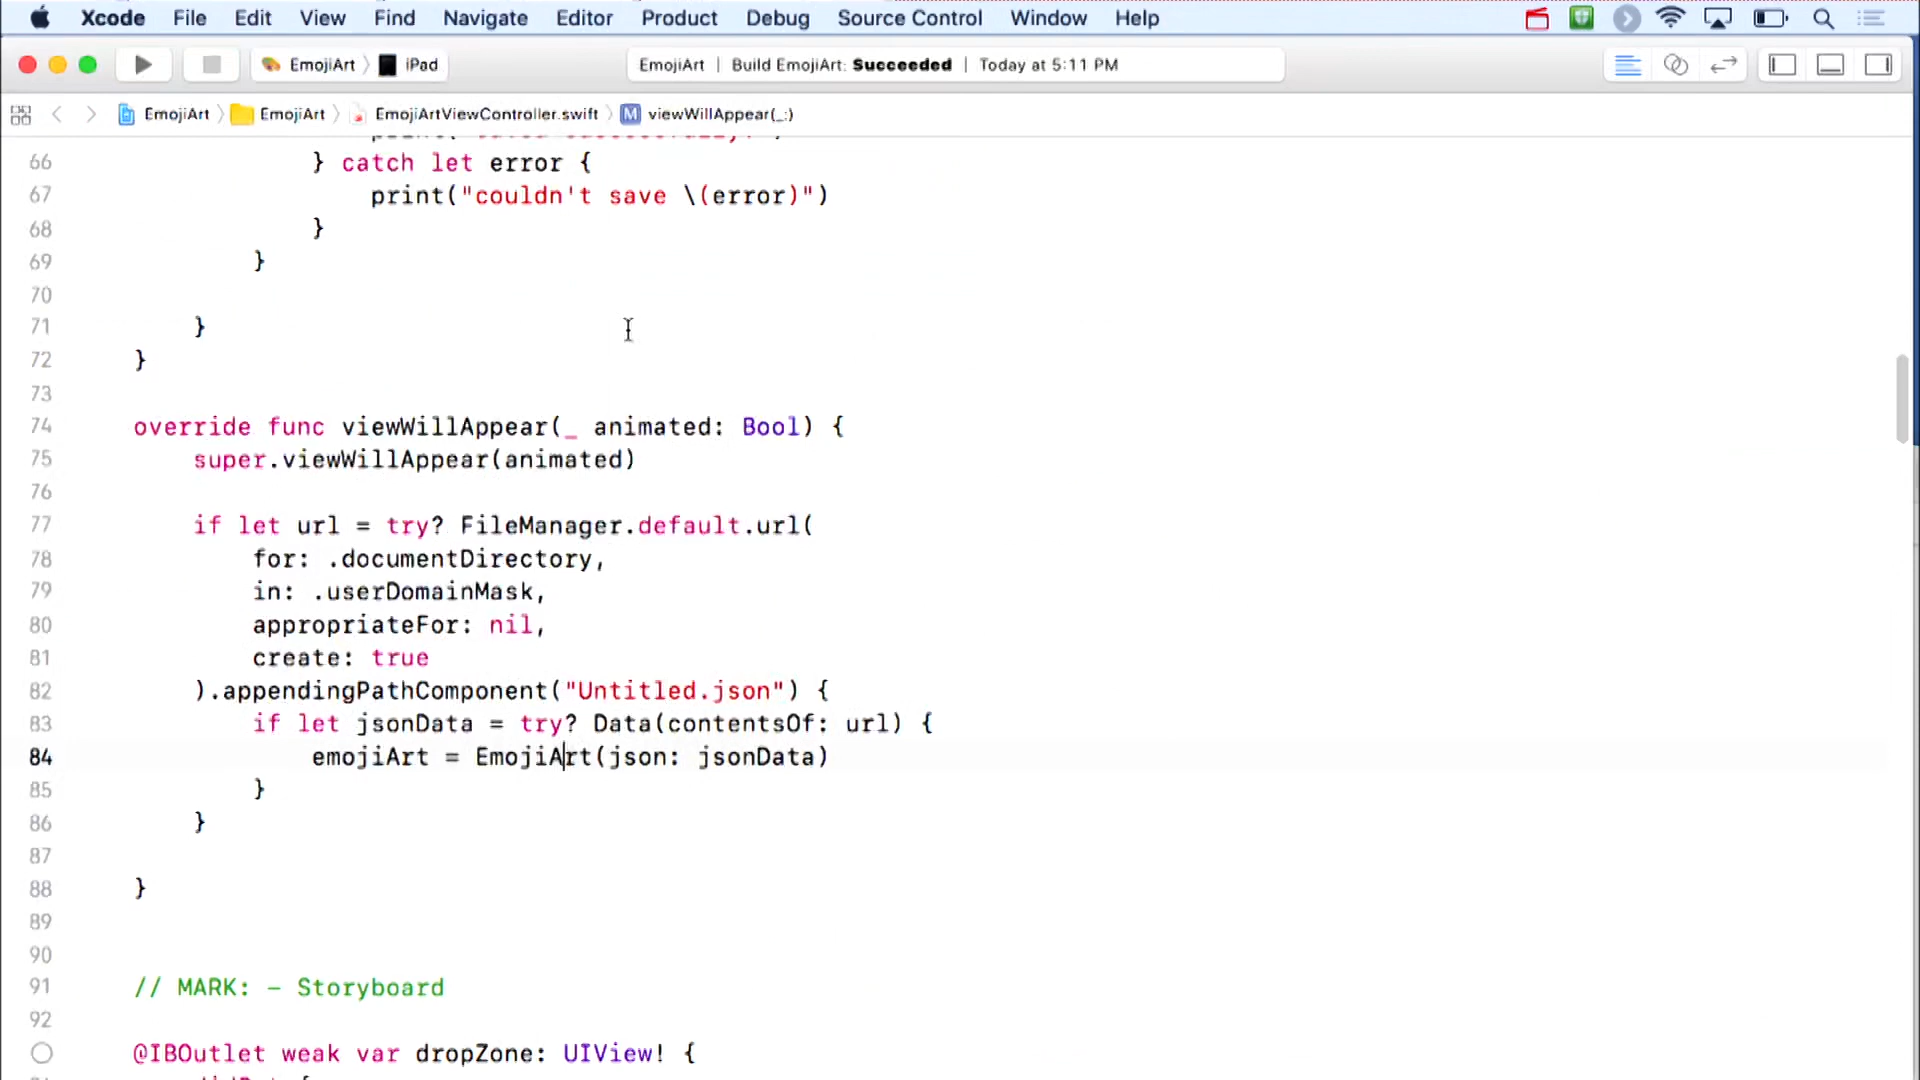 Xcode File Edit View Find Navigate Editor Product Debug Source Control Window Help
EmojiArt iPad EmojiArt | Build EmojiArt: Succeeded | Today at 5:11 PM
EmojiArt EmojiArt EmojiArtViewController.swift M viewWillAppear(_:)
66 } catch let error {
67 print("couldn't save \(error)")
68 }
69 }
70
71 }
72 }
73
74 override func viewWillAppear(_ animated: Bool) {
75 super.viewWillAppear(animated)
76
77 if let url = try? FileManager.default.url(
78 for: .documentDirectory,
79 in: .userDomainMask,
80 appropriateFor: nil,
81 create: true
82 ).appendingPathComponent("Untitled.json") {
83 if let jsonData = try? Data(contentsOf: url) {
84 emojiArt = EmojiArt(json: jsonData)
85 }
86 }
87
88 }
89
90
91 // MARK: - Storyboard
92
@IBOutlet weak var dropZone: UIView! {